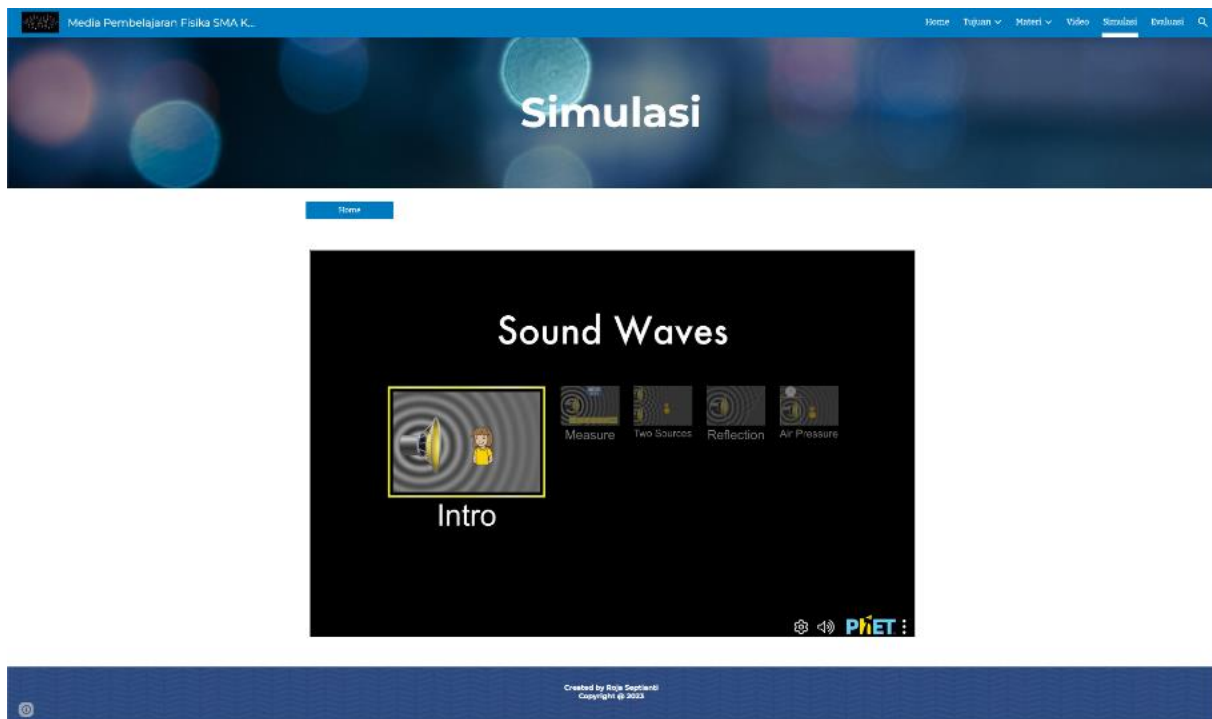 Media Pembelajaran Fisika SMA K...
Home Tujuan Materi Video Simulasi Evaluasi
Simulasi
Home
Sound Waves
Intro
Measure
Two Sources
Reflection
Air Pressure
PhET
Created by Roja Septianti
Copyright @ 2023